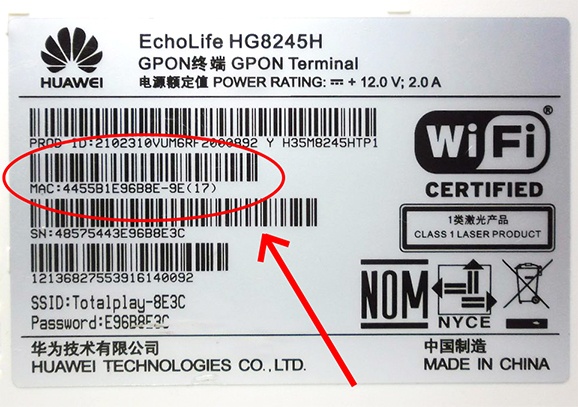 HUAWEI
EchoLife HG8245H
GPON终端 GPON Terminal
电源额定值 POWER RATING: ⎓ + 12.0 V; 2.0 A
PROD ID:2102310VUM6RF2000892 Y H35M8245HTP1
MAC:4455B1E96B8E-9E(17)
SN:48575443E96B8E3C
12136827553916140092
SSID:Totalplay-8E3C
Password:E96B8E3C
华为技术有限公司
HUAWEI TECHNOLOGIES CO., LTD.
WiFi®
CERTIFIED
1类激光产品
CLASS 1 LASER PRODUCT
NOM
NYCE
中国制造
MADE IN CHINA